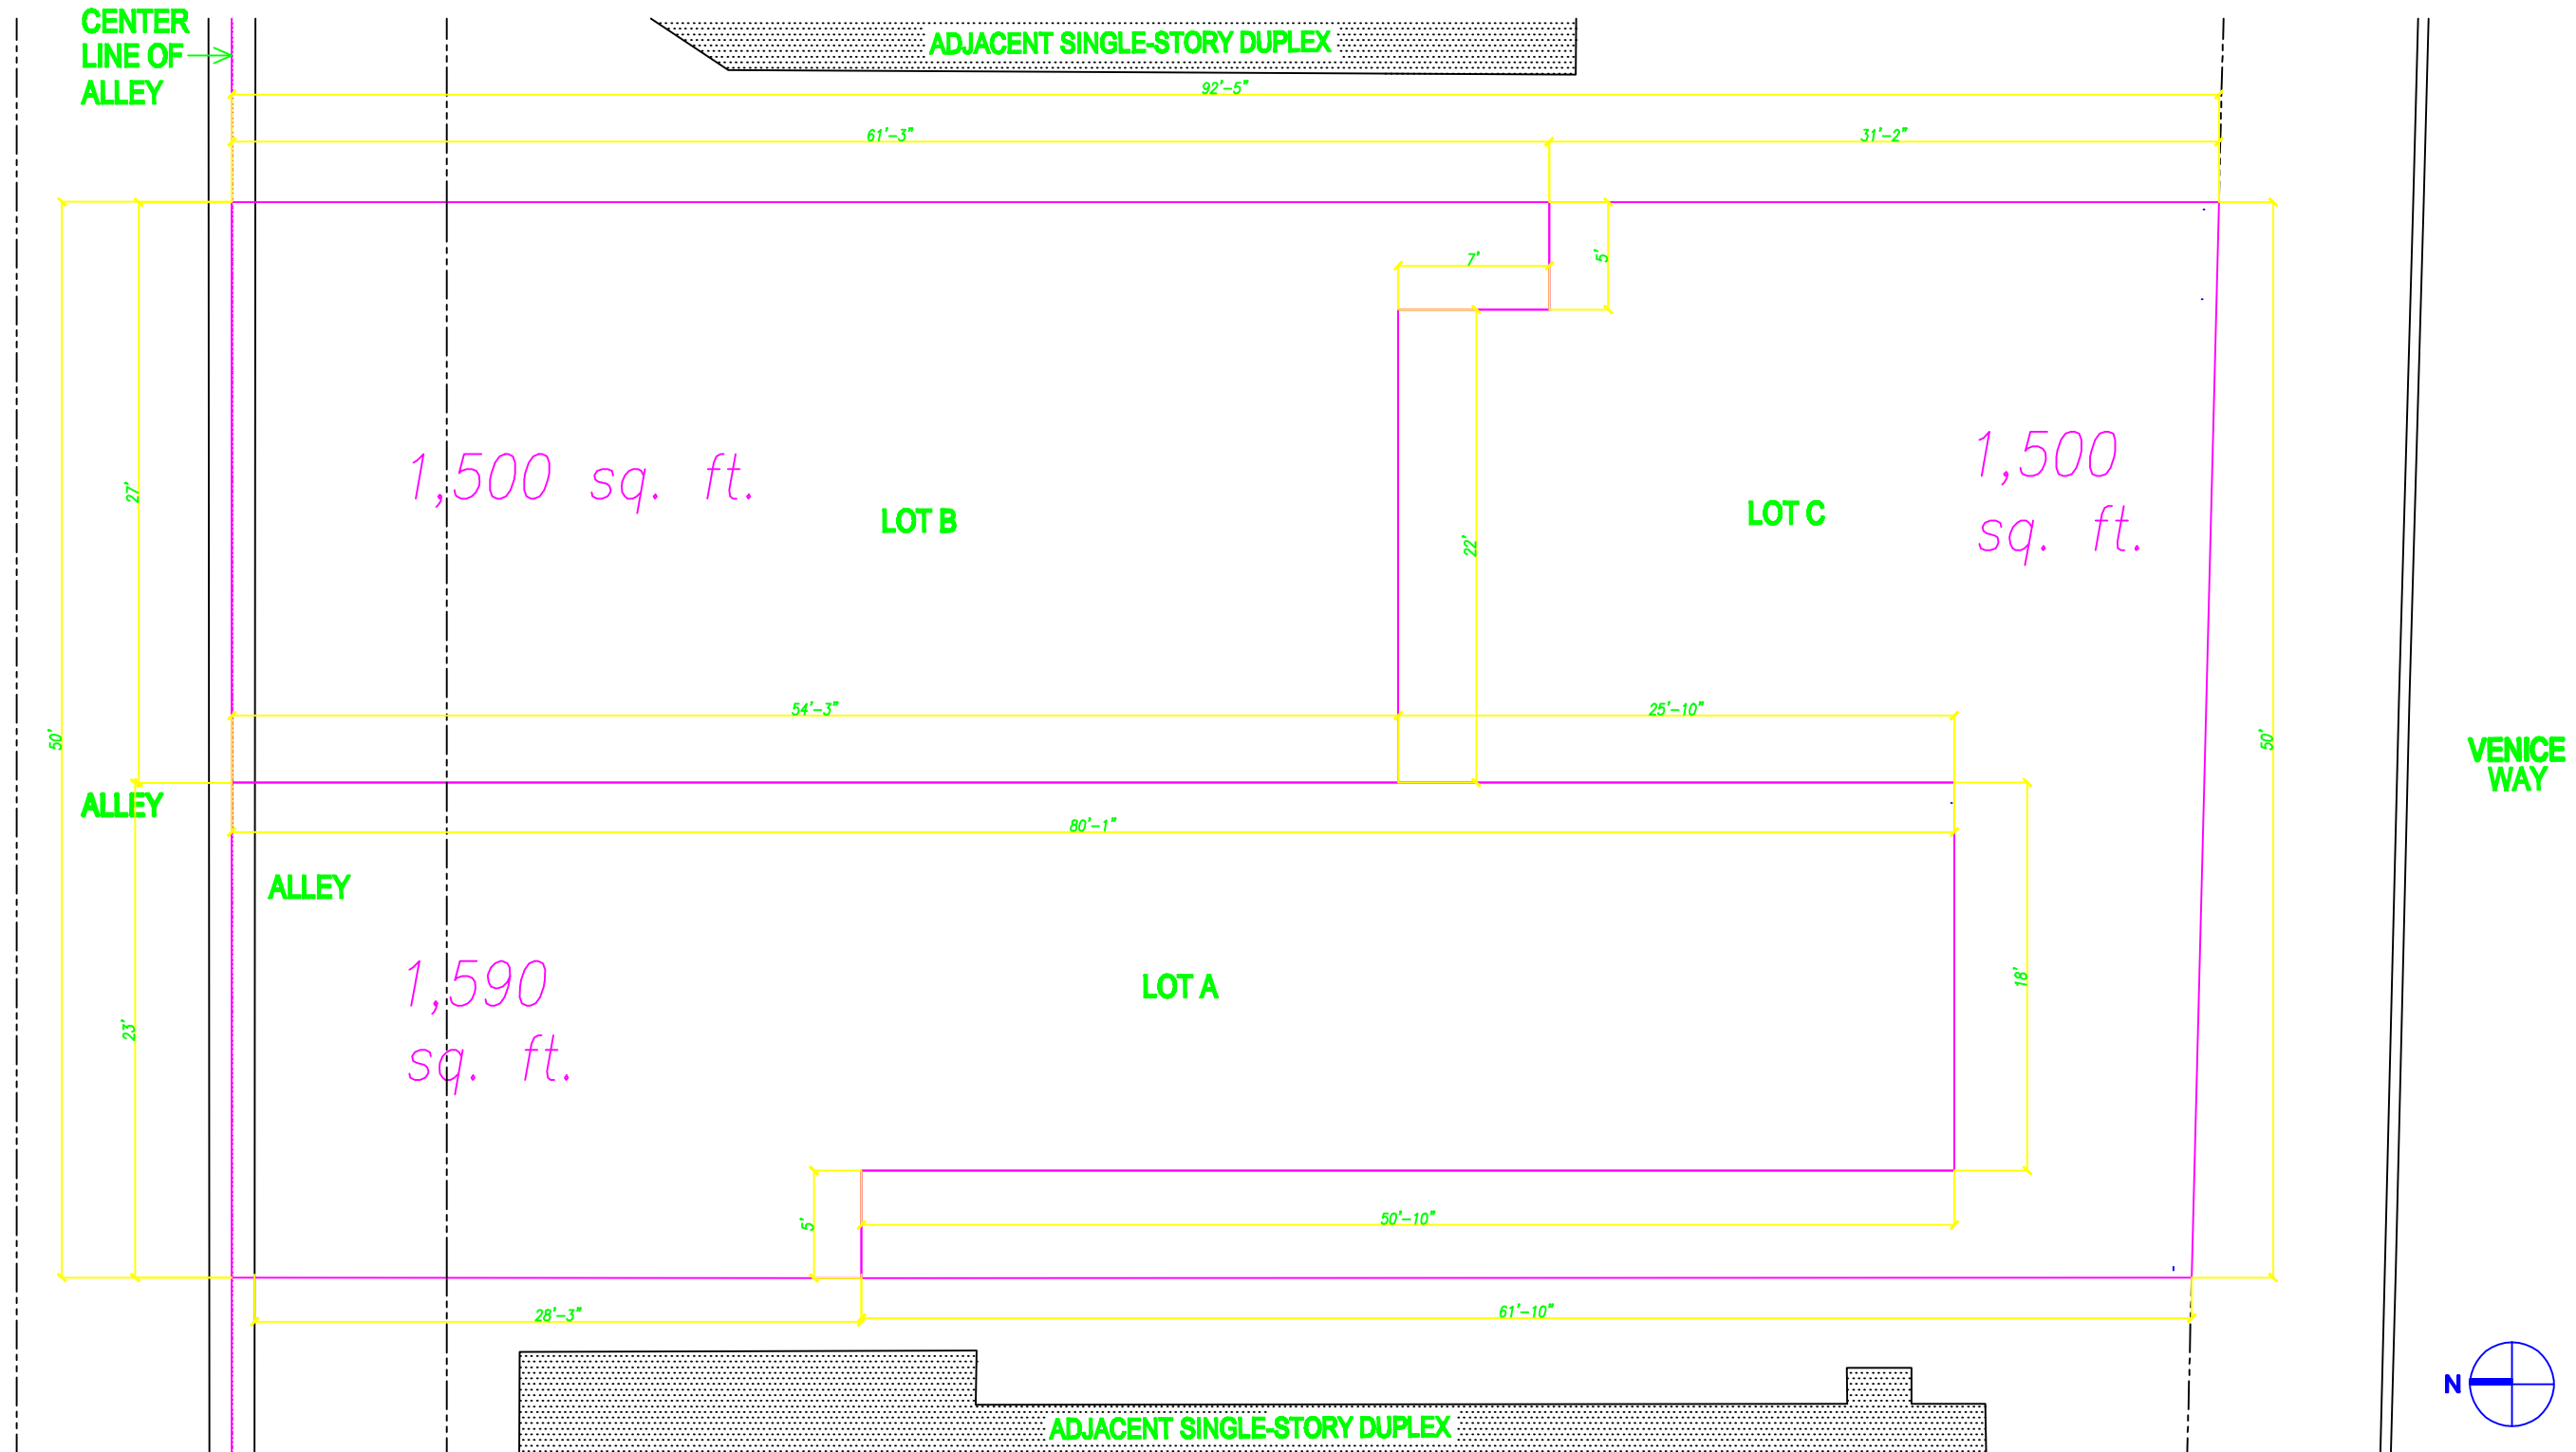 CENTER
LINE OF
ALLEY
ADJACENT SINGLE-STORY DUPLEX
92'-5"
61'-3"
31'-2"
7'
5'
27'
1,500 sq. ft.
LOT B
22'
LOT C
1,500
sq. ft.
54'-3"
25'-10"
50'
50'
VENICE
WAY
ALLEY
80'-1"
ALLEY
1,590
sq. ft.
LOT A
18'
23'
5'
50'-10"
28'-3"
61'-10"
N
ADJACENT SINGLE-STORY DUPLEX